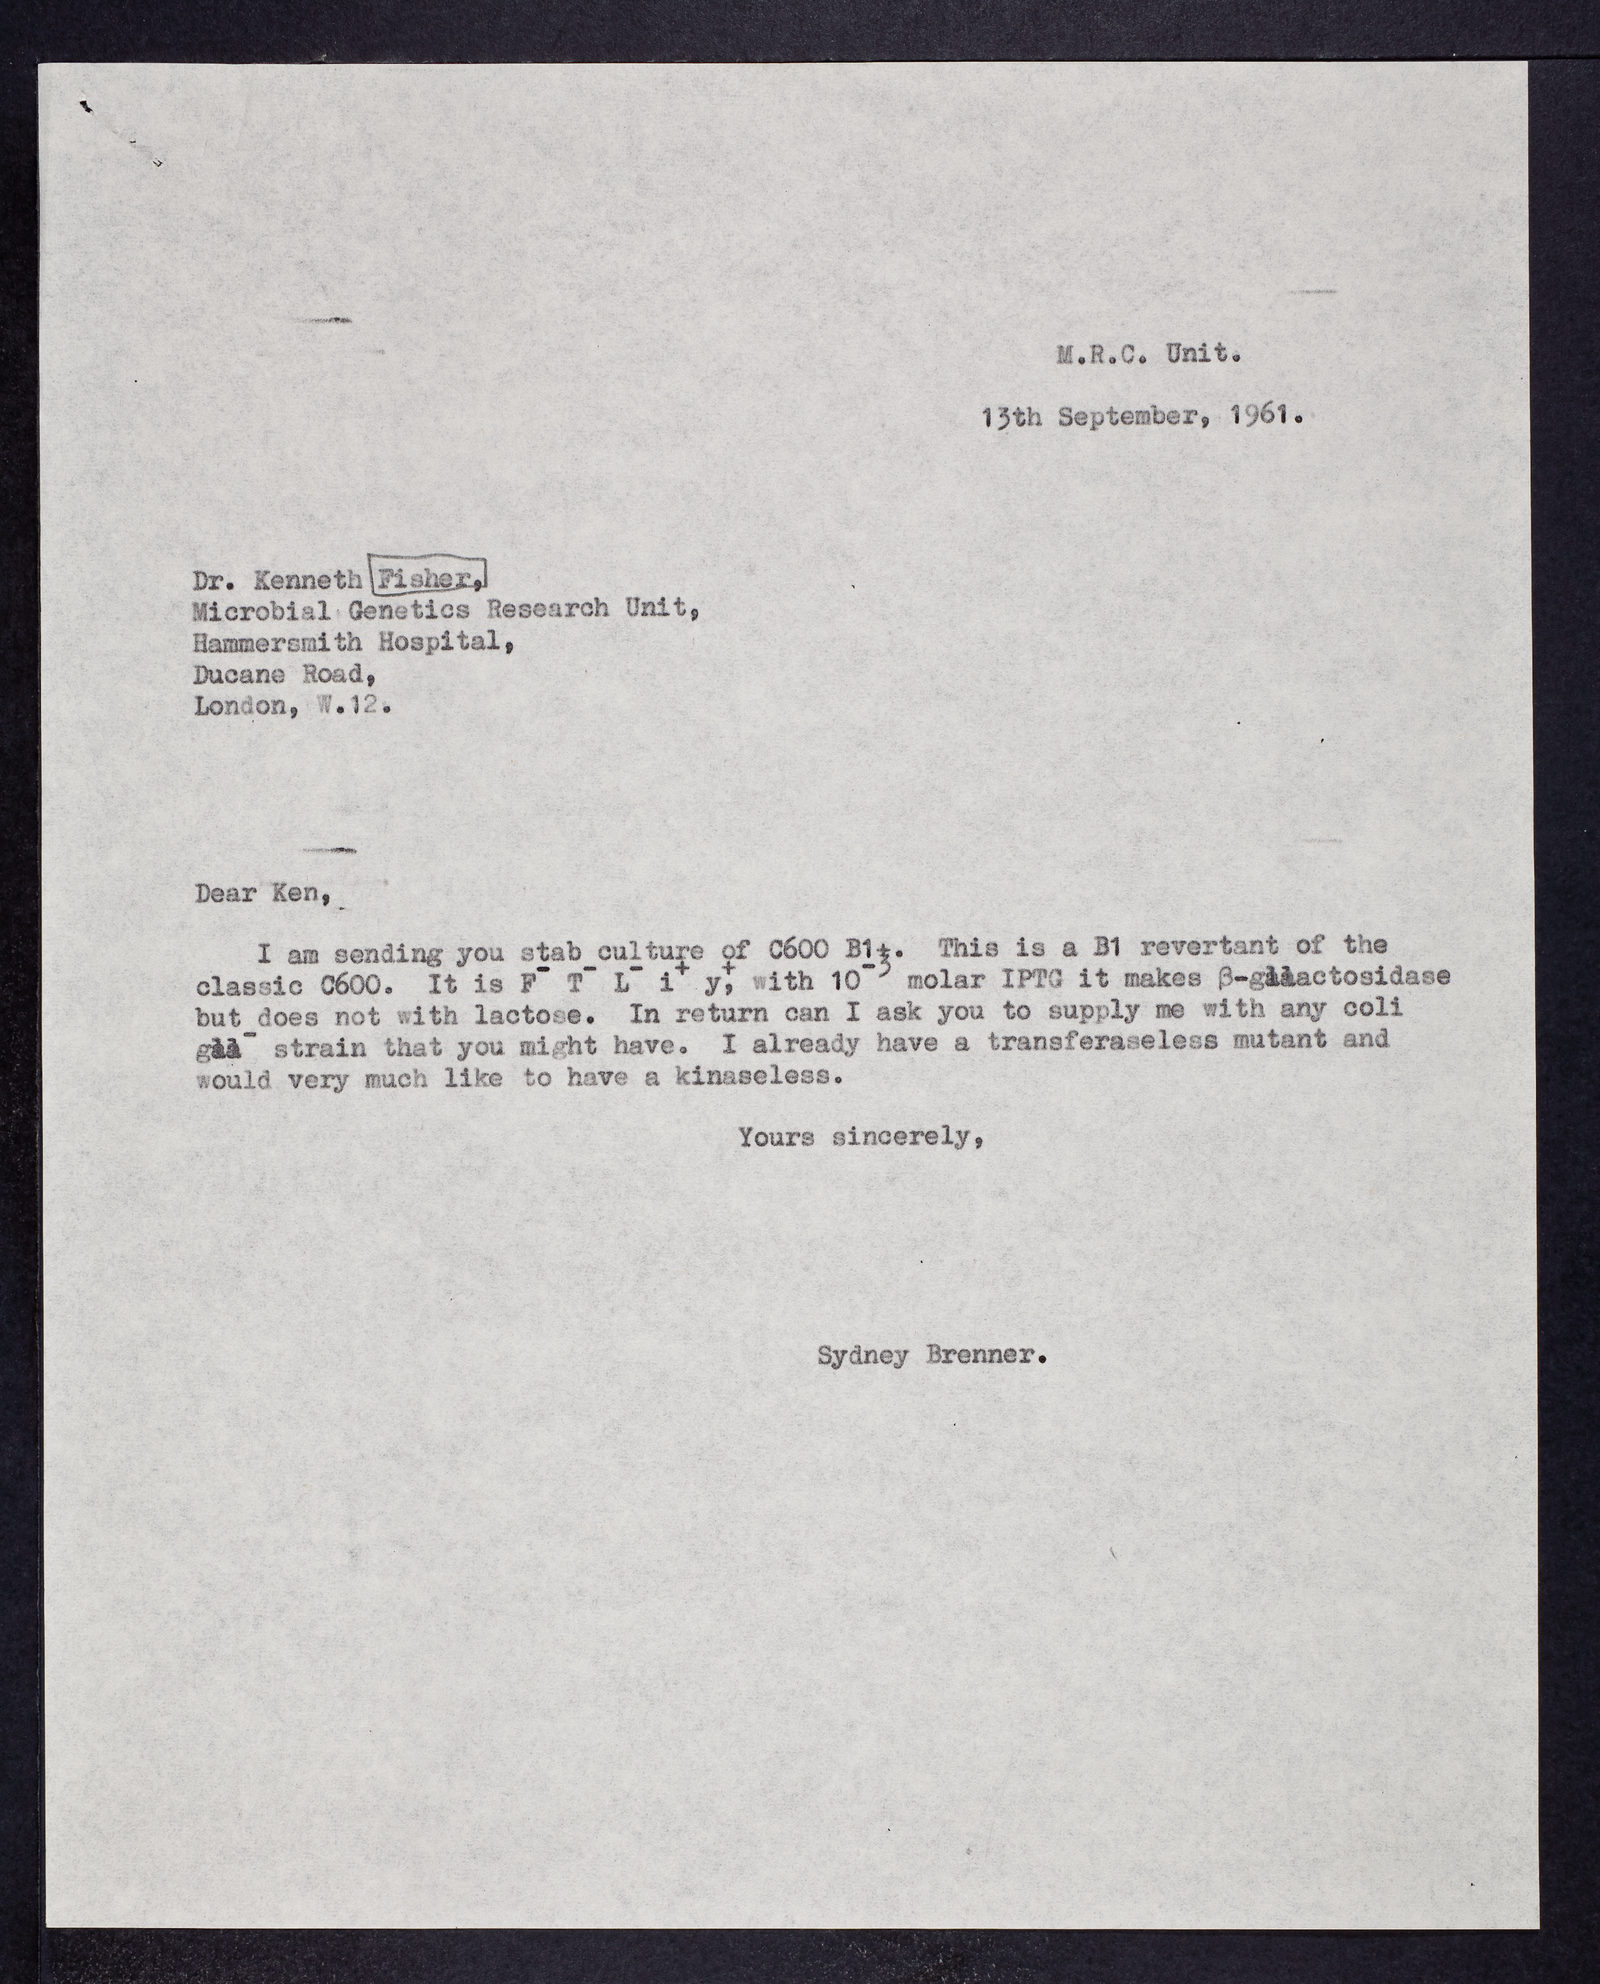 M.R.C. Unit.
13th September, 1961.
Dr. Kenneth Fisher,
Microbial Genetics Research Unit,
Hammersmith Hospital,
Ducane Road,
London, W.12.
Dear Ken,
I am sending you stab culture of C600 B1+. This is a B1 revertant of the
classic C600. It is F⁻ T⁻ L⁻ i⁺ y⁺, with 10⁻³ molar IPTG it makes β-galactosidase
but does not with lactose. In return can I ask you to supply me with any coli
gal⁻ strain that you might have. I already have a transferaseless mutant and
would very much like to have a kinaseless.
Yours sincerely,
Sydney Brenner.